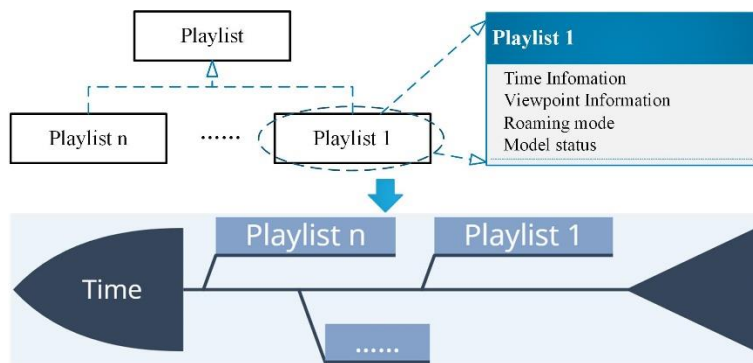 Playlist
Playlist n
......
Playlist 1
Playlist 1
Time Infomation
Viewpoint Information
Roaming mode
Model status
Playlist n
Playlist 1
Time
......